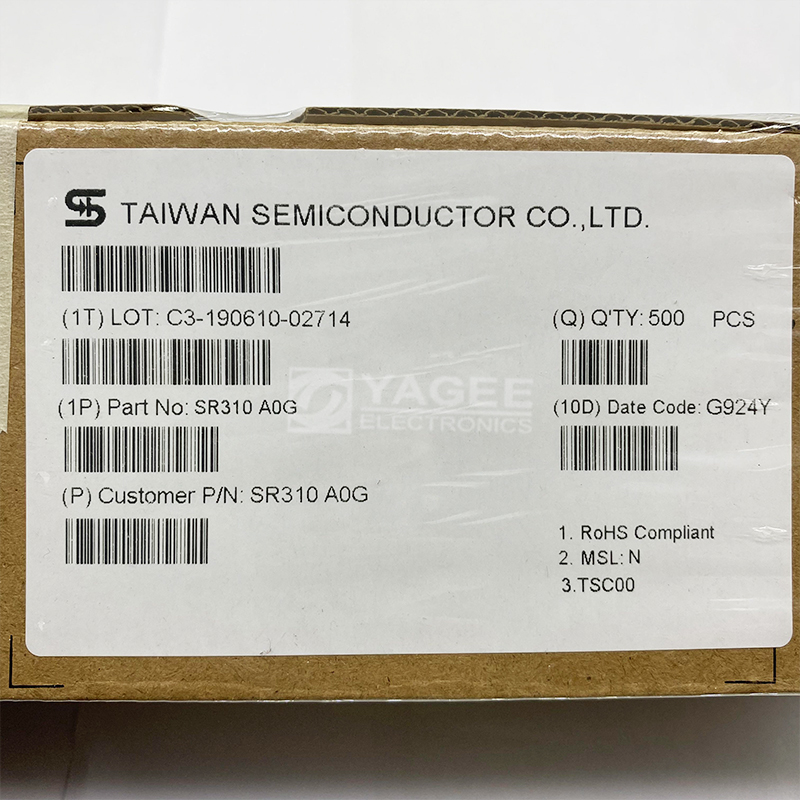 TAIWAN SEMICONDUCTOR CO.,LTD.
(1T) LOT: C3-190610-02714
(Q) Q'TY: 500 PCS
(1P) Part No: SR310 A0G
(10D) Date Code: G924Y
(P) Customer P/N: SR310 A0G
1. RoHS Compliant
2. MSL: N
3.TSC00
YAGEE
ELECTRONICS